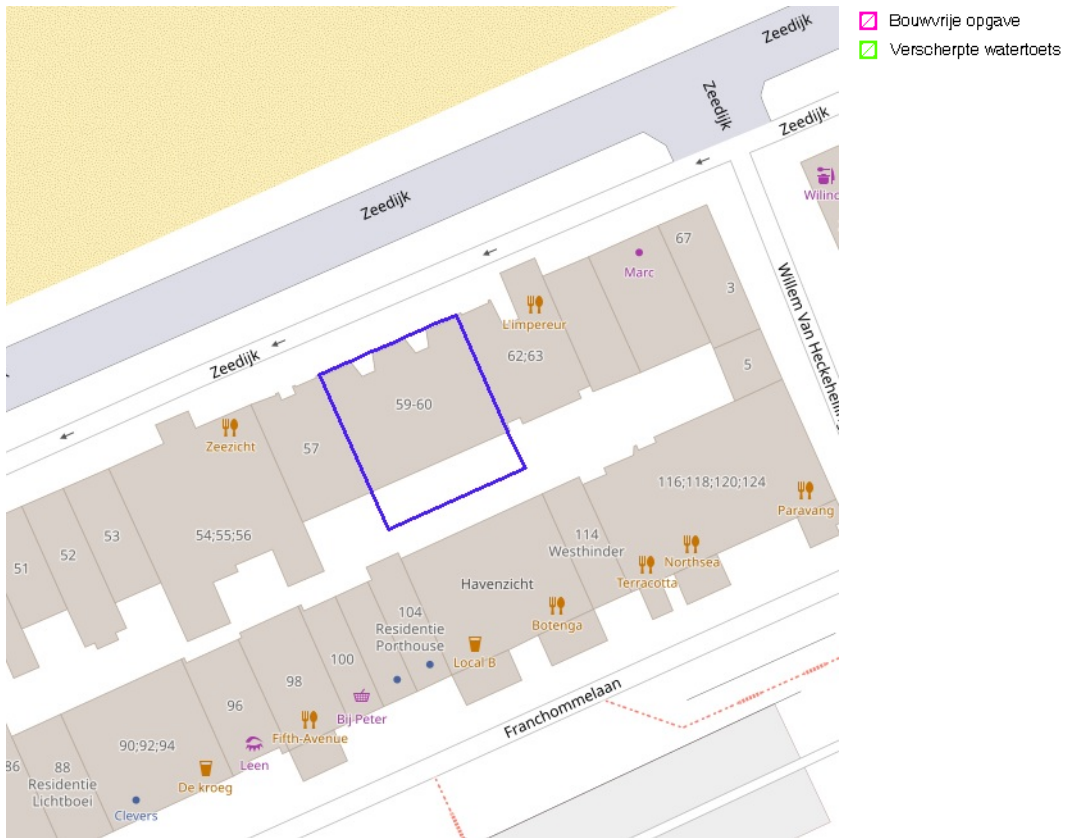 Zeedijk
Bouwvrije opgave
Verscherpte watertoets
Zeedijk
Zeedijk
Zeedijk
Zeedijk
67
Marc
3
Willem Van Heckehellin
L'impereur
62;63
5
59-60
57
Zeezicht
54;55;56
53
52
51
116;118;120;124
Paravang
114
Westhinder
Northsea
Terracotta
Havenzicht
Botenga
104
Residentie
Porthouse
Local B
100
98
96
Bij Peter
Fifth-Avenue
Leen
Franchommelaan
90;92;94
De kroeg
88
Residentie
Lichtboei
86
Clevers